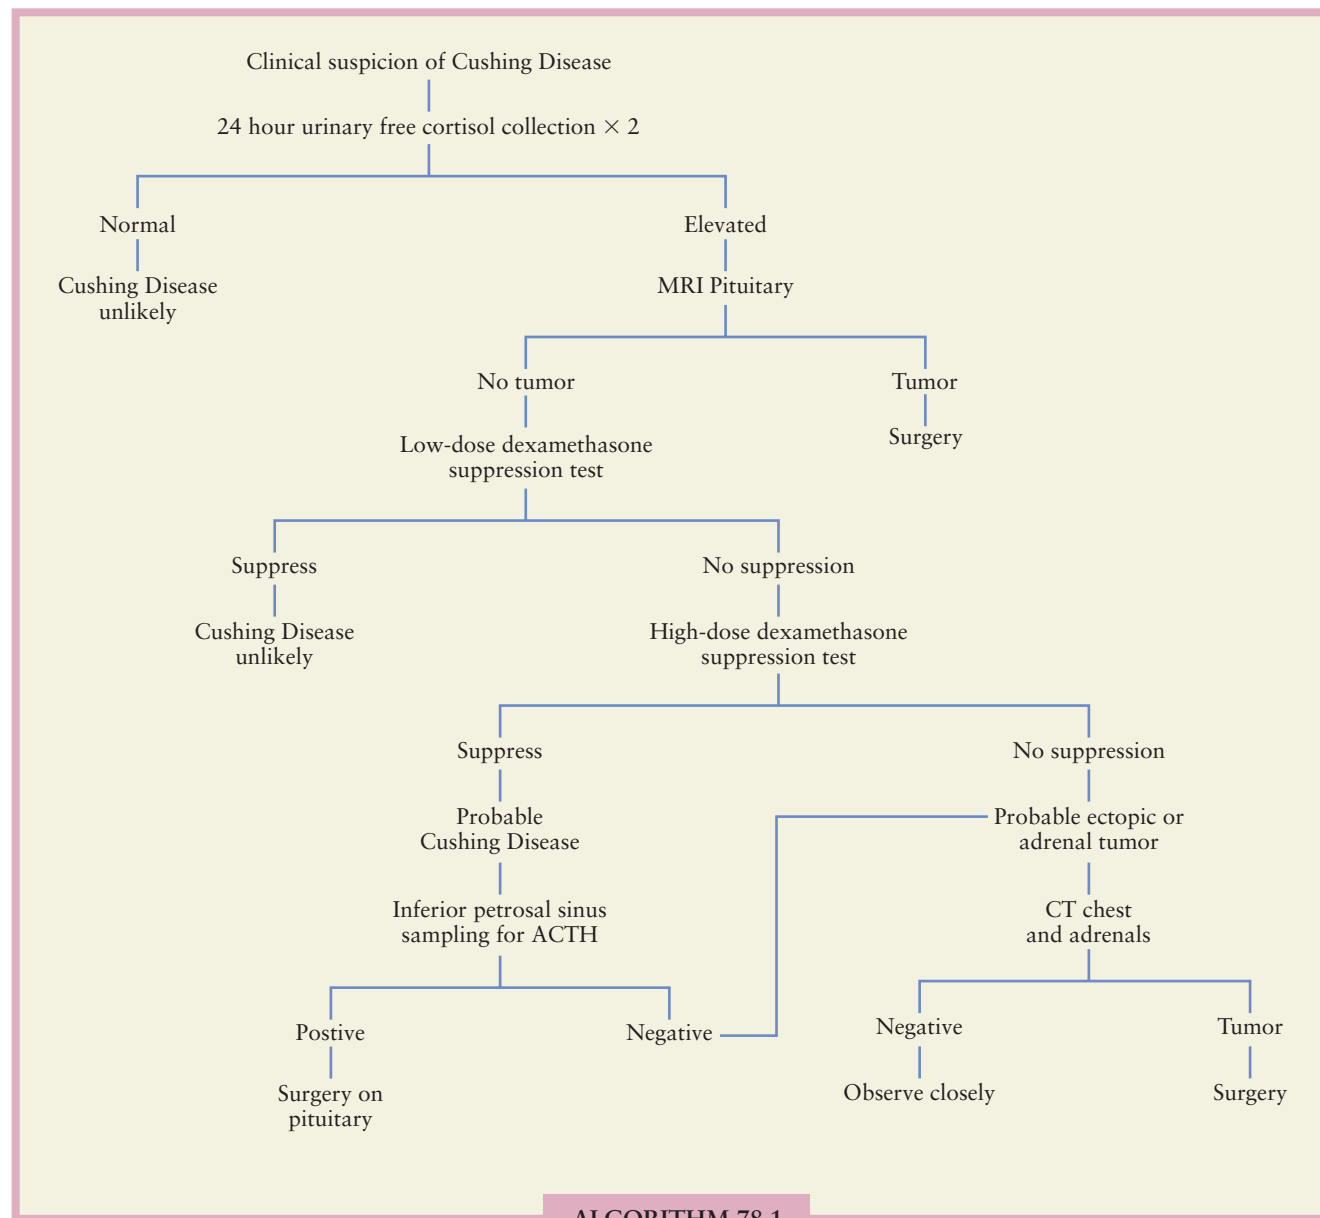 Clinical suspicion of Cushing Disease
24 hour urinary free cortisol collection × 2
Normal
Elevated
Cushing Disease
unlikely
MRI Pituitary
No tumor
Tumor
Low-dose dexamethasone
suppression test
Surgery
Suppress
No suppression
Cushing Disease
unlikely
High-dose dexamethasone
suppression test
Suppress
No suppression
Probable
Cushing Disease
Probable ectopic or
adrenal tumor
Inferior petrosal sinus
sampling for ACTH
CT chest
and adrenals
Postive
Negative
Negative
Tumor
Surgery on
pituitary
Observe closely
Surgery
ALGORITHM 78.1